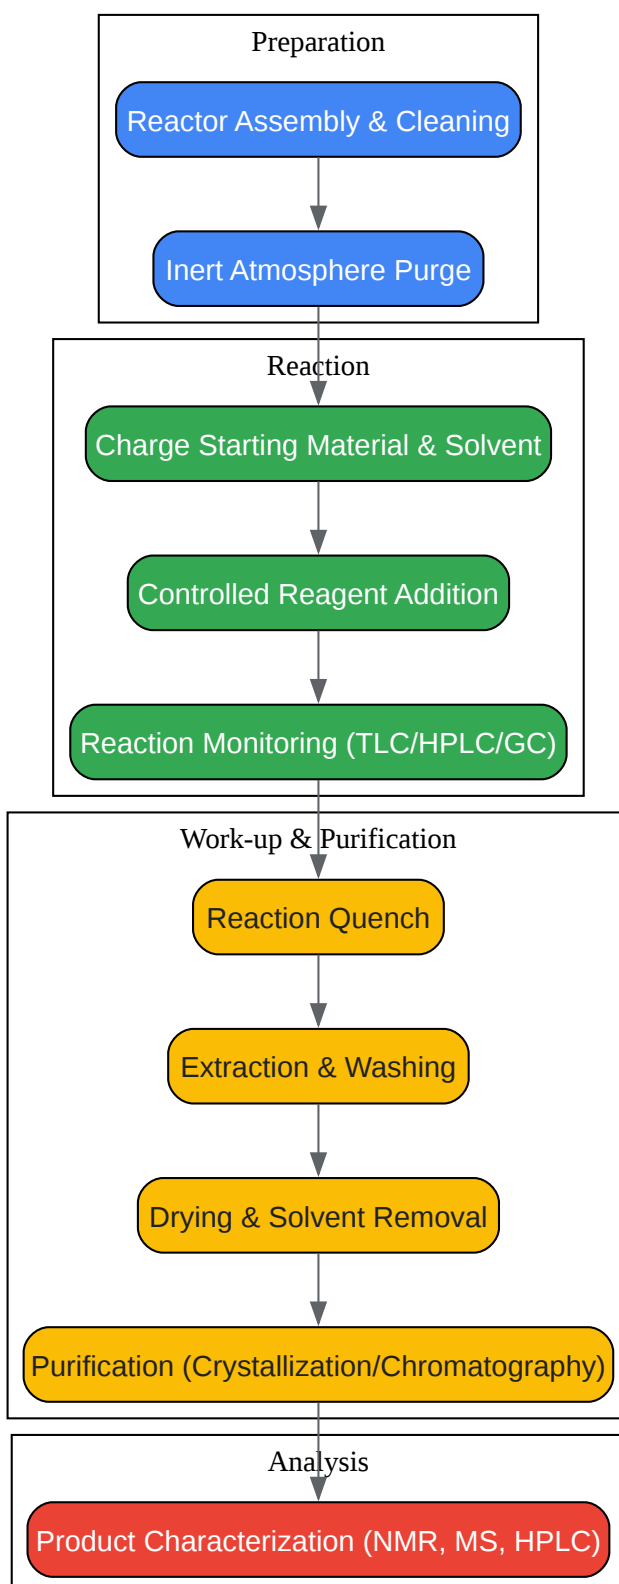 Preparation
Reactor Assembly & Cleaning
Inert Atmosphere Purge
Reaction
Charge Starting Material & Solvent
Controlled Reagent Addition
Reaction Monitoring (TLC/HPLC/GC)
Work-up & Purification
Reaction Quench
Extraction & Washing
Drying & Solvent Removal
Purification (Crystallization/Chromatography)
Analysis
Product Characterization (NMR, MS, HPLC)